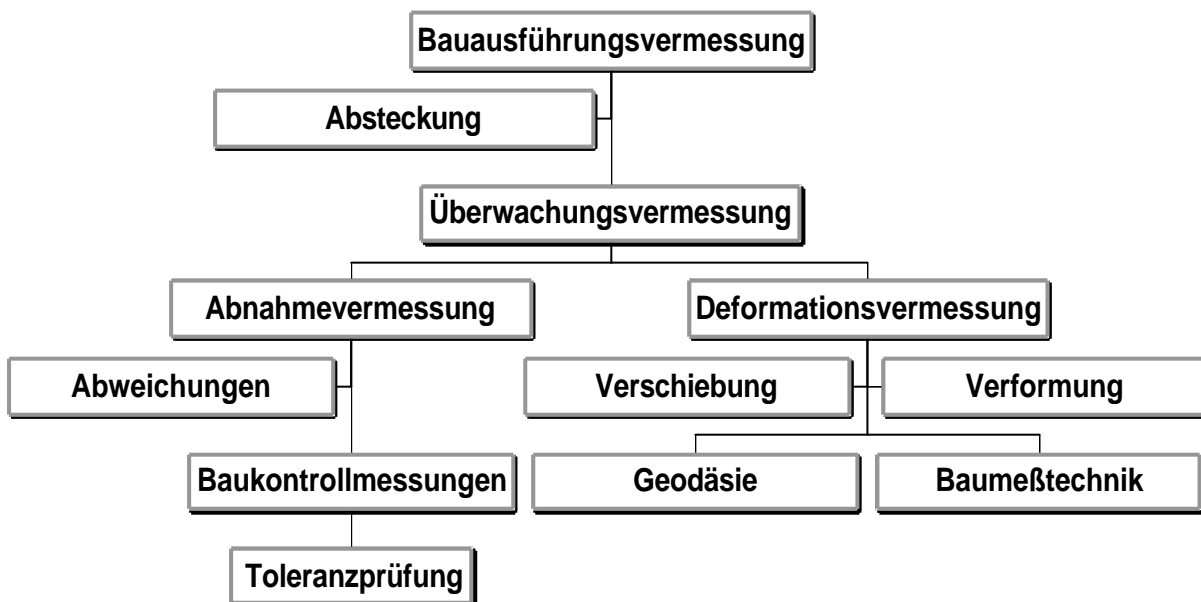 Bauausführungsvermessung
Absteckung
Überwachungsvermessung
Abnahmevermessung
Deformationsvermessung
Abweichungen
Verschiebung
Verformung
Baukontrollmessungen
Geodäsie
Baumeßtechnik
Toleranzprüfung